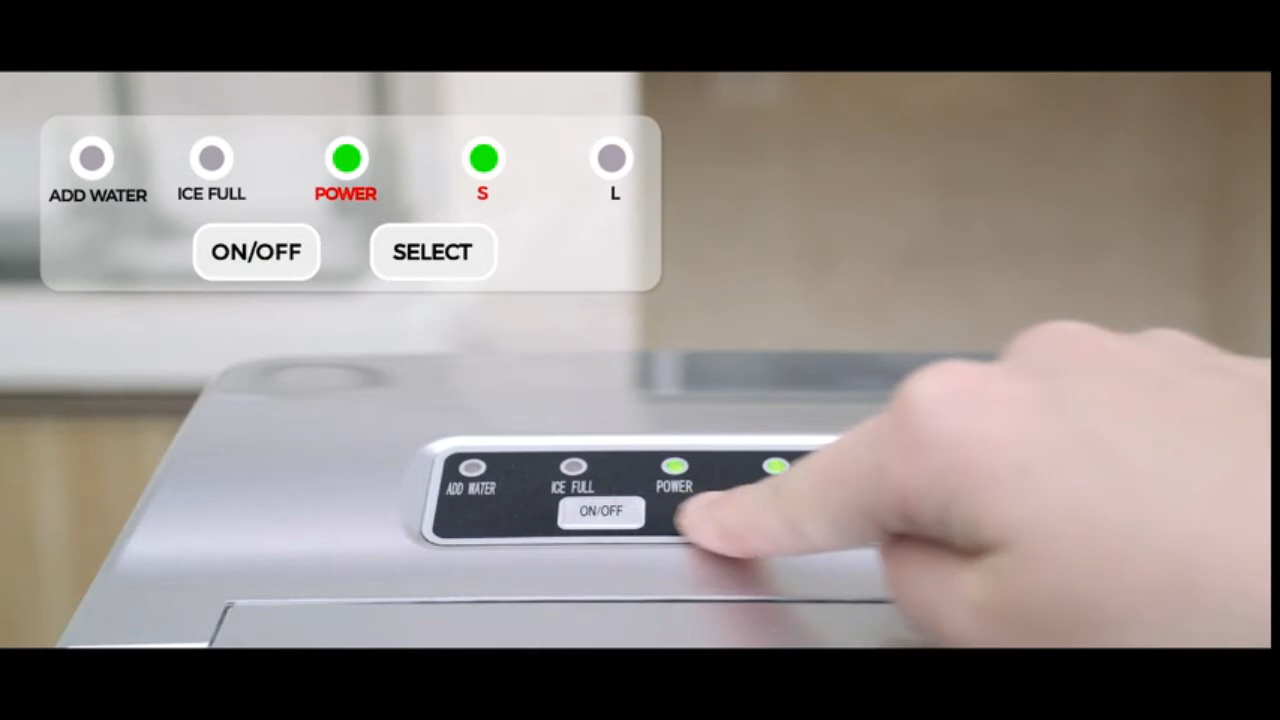 ADD WATER ICE FULL POWER S L
ON/OFF SELECT
ADD WATER ICE FULL POWER
ON/OFF